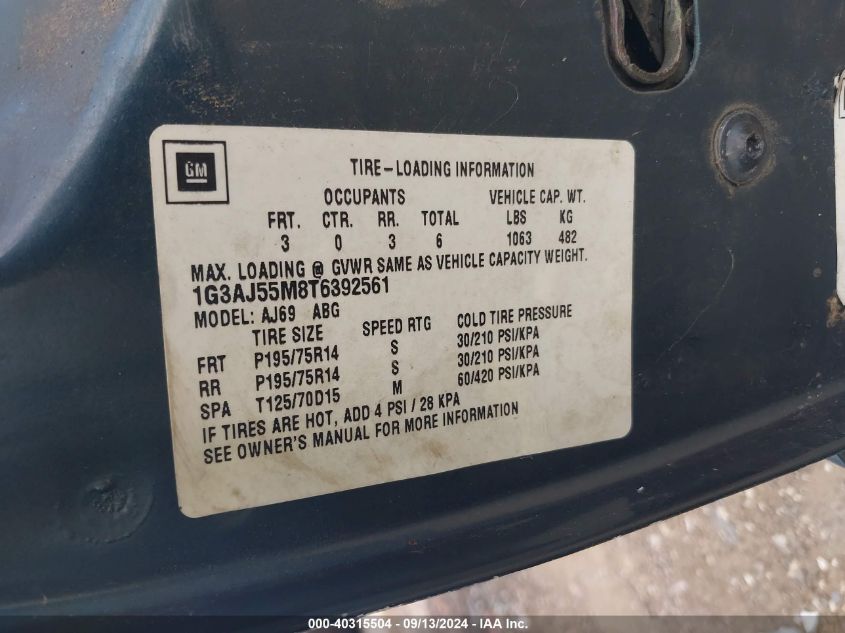 GM
TIRE-LOADING INFORMATION
OCCUPANTS VEHICLE CAP. WT.
FRT. CTR. RR. TOTAL LBS KG
3 0 3 6 1063 482
MAX. LOADING @ GVWR SAME AS VEHICLE CAPACITY WEIGHT.
1G3AJ55M8T6392561
MODEL: AJ69 ABG
TIRE SIZE SPEED RTG COLD TIRE PRESSURE
FRT P195/75R14 S 30/210 PSI/KPA
RR P195/75R14 S 30/210 PSI/KPA
SPA T125/70D15 M 60/420 PSI/KPA
IF TIRES ARE HOT, ADD 4 PSI / 28 KPA
SEE OWNER'S MANUAL FOR MORE INFORMATION
000-40315504 - 09/13/2024 - IAA Inc.